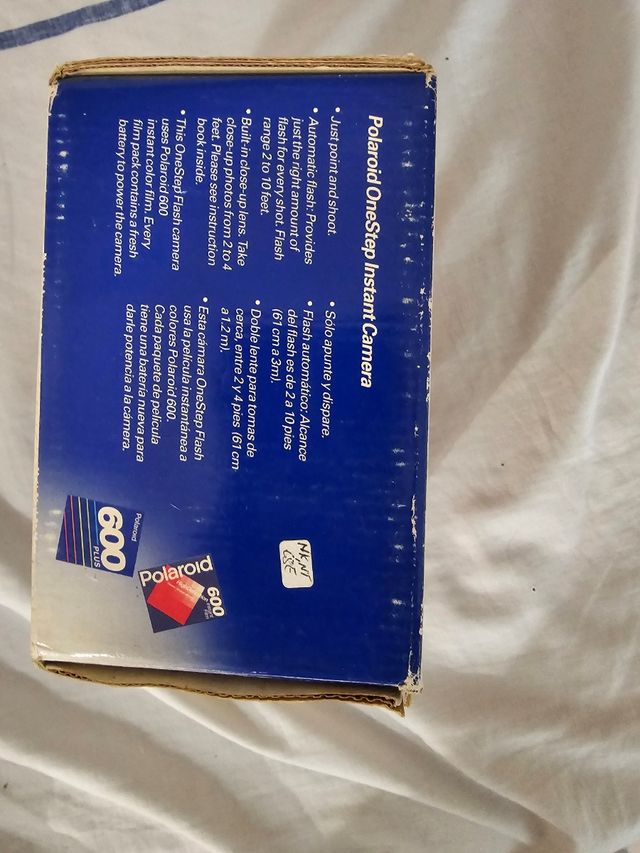 Polaroid OneStep Instant Camera
• Just point and shoot.
• Automatic flash: Provides
just the right amount of
flash for every shot. Flash
range 2 to 10 feet.
• Built-in close-up lens. Take
close-up photos from 2 to 4
feet. Please see instruction
book inside.
• This OneStep Flash camera
uses Polaroid 600
instant color film. Every
film pack contains a fresh
battery to power the camera.
• Sólo apunte y dispare.
• Flash automático: Alcance
del flash es de 2 a 10 pies
(61 cm a 3m).
• Doble lente para tomas de
cerca, entre 2 y 4 pies (61 cm
a 1.2 m).
• Esta cámara OneStep Flash
usa la película instantánea a
colores Polaroid 600.
Cada paquete de película
tiene una batería nueva para
darle potencia a la cámara.
Polaroid
600
PLUS
Polaroid
600